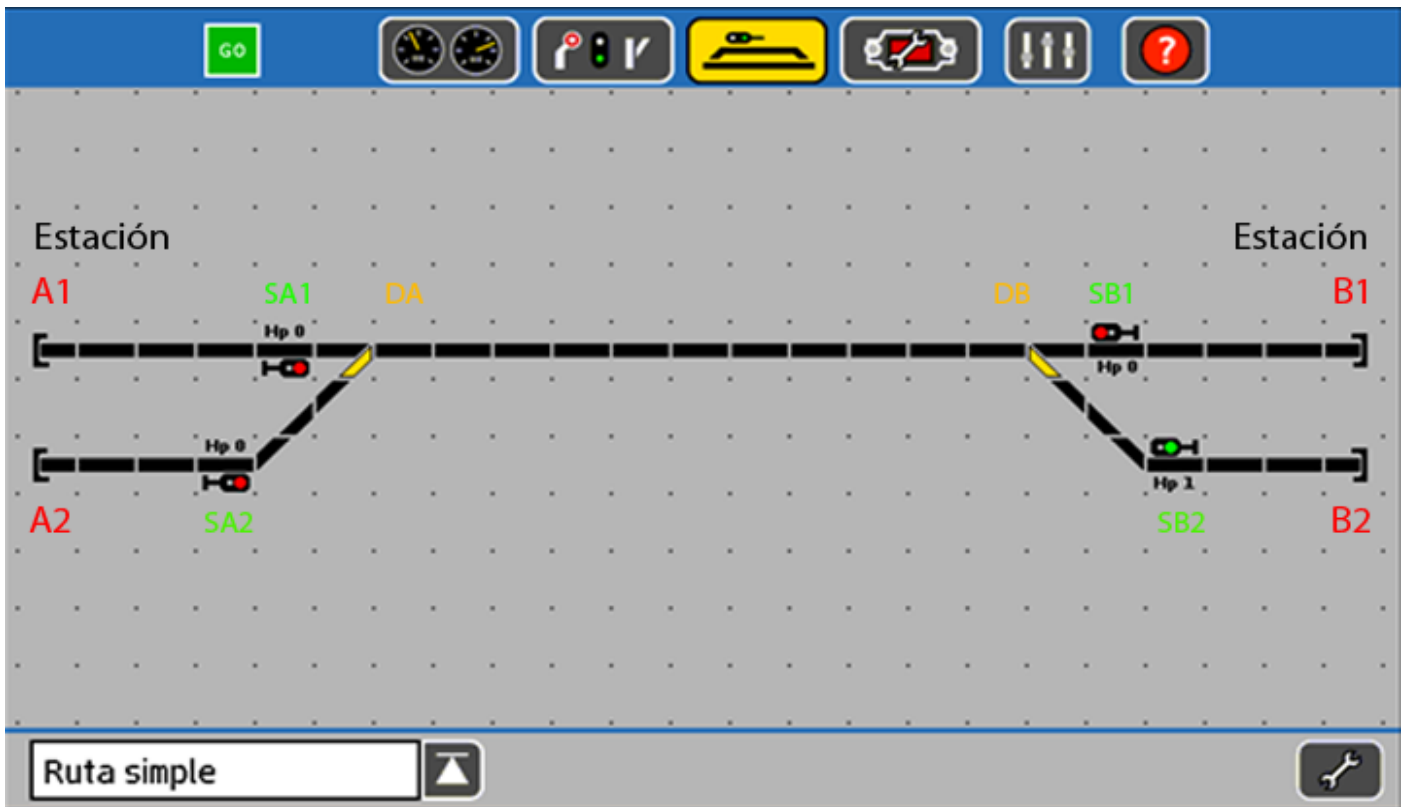 GO
?
Estación
Estación
A1
SA1
DA
DB
SB1
B1
Hp 0
Hp 0
Hp 0
Hp 1
A2
SA2
SB2
B2
Ruta simple